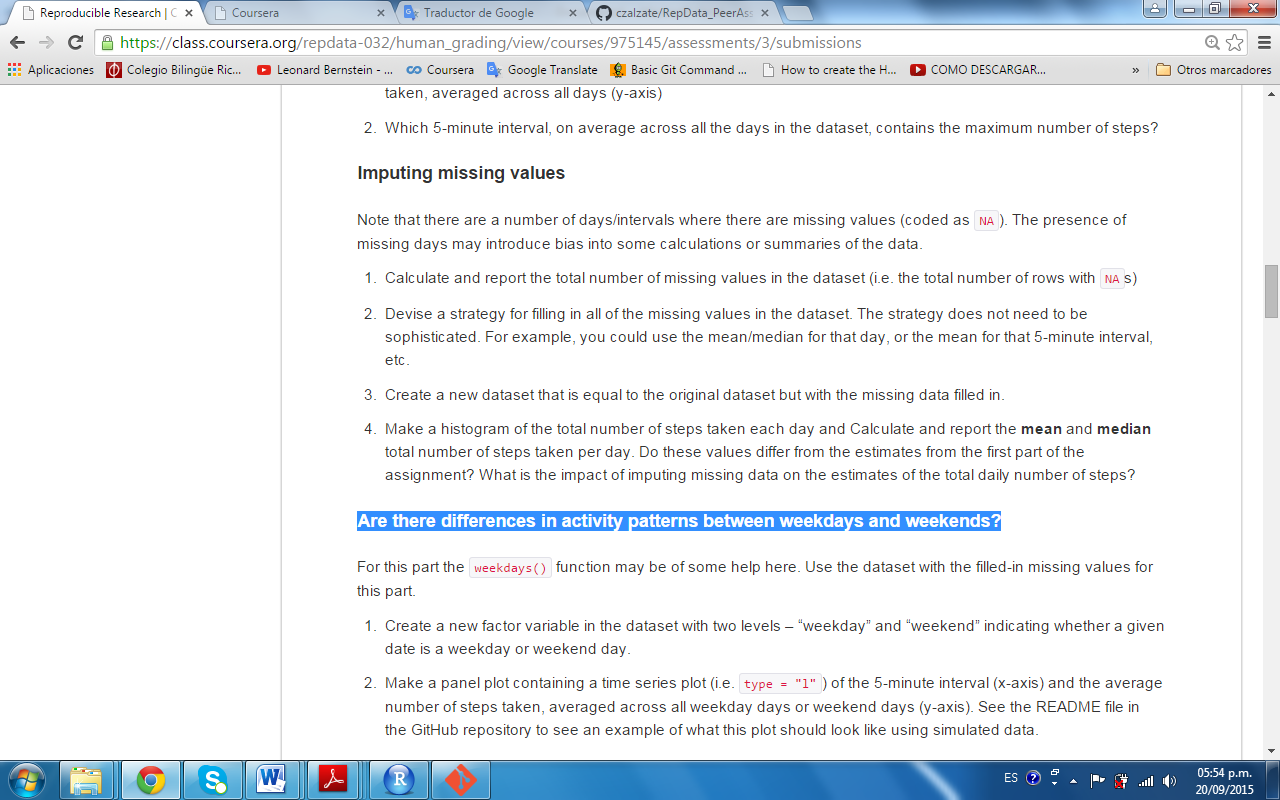 Reproducible Research | C
Coursera
Traductor de Google
czalzate/RepData_PeerAs
https://class.coursera.org/repdata-032/human_grading/view/courses/975145/assessments/3/submissions
Aplicaciones
Colegio Bilingüe Ric...
Leonard Bernstein - ...
Coursera
Google Translate
Basic Git Command ...
How to create the H...
COMO DESCARGAR...
»
Otros marcadores
taken, averaged across all days (y-axis)
2. Which 5-minute interval, on average across all the days in the dataset, contains the maximum number of steps?
Imputing missing values
Note that there are a number of days/intervals where there are missing values (coded as NA). The presence of
missing days may introduce bias into some calculations or summaries of the data.
1. Calculate and report the total number of missing values in the dataset (i.e. the total number of rows with NAs)
2. Devise a strategy for filling in all of the missing values in the dataset. The strategy does not need to be
sophisticated. For example, you could use the mean/median for that day, or the mean for that 5-minute interval,
etc.
3. Create a new dataset that is equal to the original dataset but with the missing data filled in.
4. Make a histogram of the total number of steps taken each day and Calculate and report the mean and median
total number of steps taken per day. Do these values differ from the estimates from the first part of the
assignment? What is the impact of imputing missing data on the estimates of the total daily number of steps?
Are there differences in activity patterns between weekdays and weekends?
For this part the weekdays() function may be of some help here. Use the dataset with the filled-in missing values for
this part.
1. Create a new factor variable in the dataset with two levels – “weekday” and “weekend” indicating whether a given
date is a weekday or weekend day.
2. Make a panel plot containing a time series plot (i.e. type = "l") of the 5-minute interval (x-axis) and the average
number of steps taken, averaged across all weekday days or weekend days (y-axis). See the README file in
the GitHub repository to see an example of what this plot should look like using simulated data.
ES
05:54 p.m.
20/09/2015